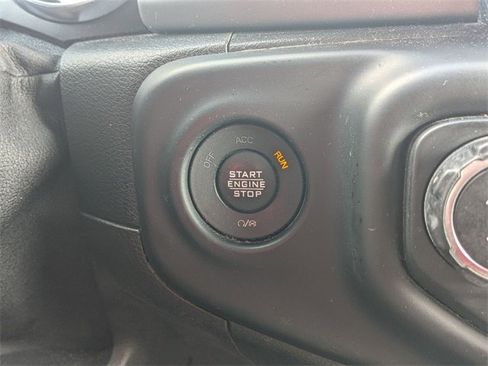 ACC
OFF
RUN
START
ENGINE
STOP